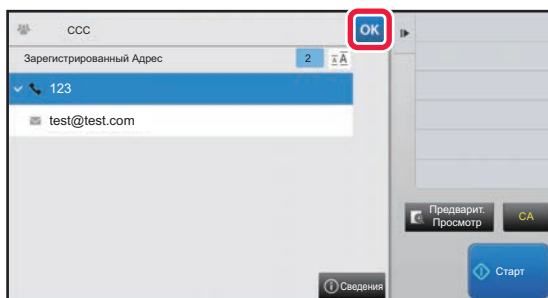 CCC
OK
Зарегистрированный Адрес
2
A A
123
test@test.com
Предварит.
Просмотр
CA
Старт
Сведения